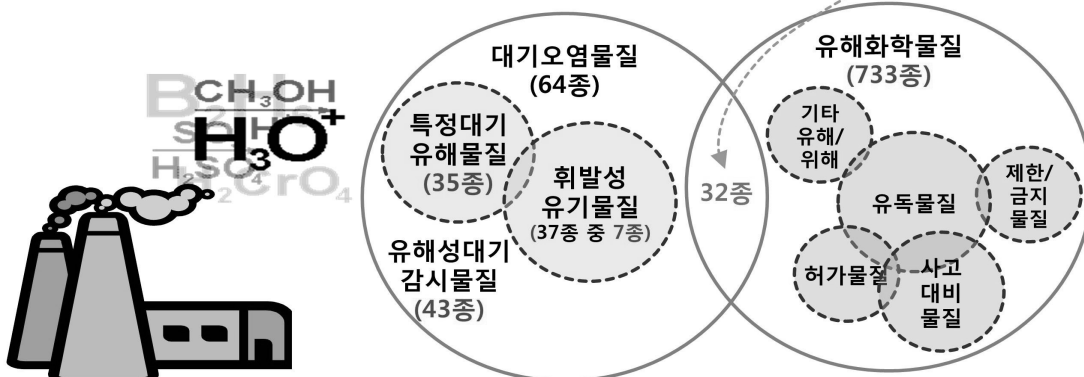 B₂H₆
CH₃OH
SO H
H₃O⁺
H₂SO₄
₂CrO₄
대기오염물질
(64종)
특정대기
유해물질
(35종)
휘발성
유기물질
(37종 중 7종)
유해성대기
감시물질
(43종)
32종
유해화학물질
(733종)
기타
유해/
위해
유독물질
제한/
금지
물질
허가물질
사고
대비
물질